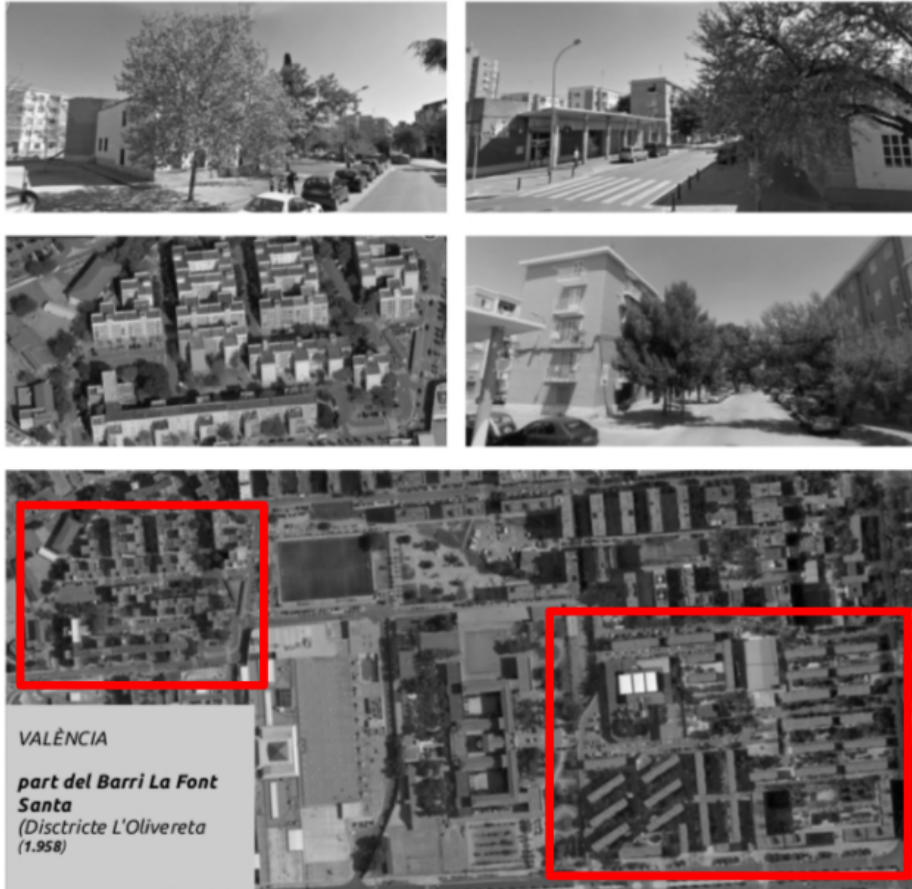 VALÈNCIA
part del Barri La Font
Santa
(Disctricte L'Olivereta
(1.958)